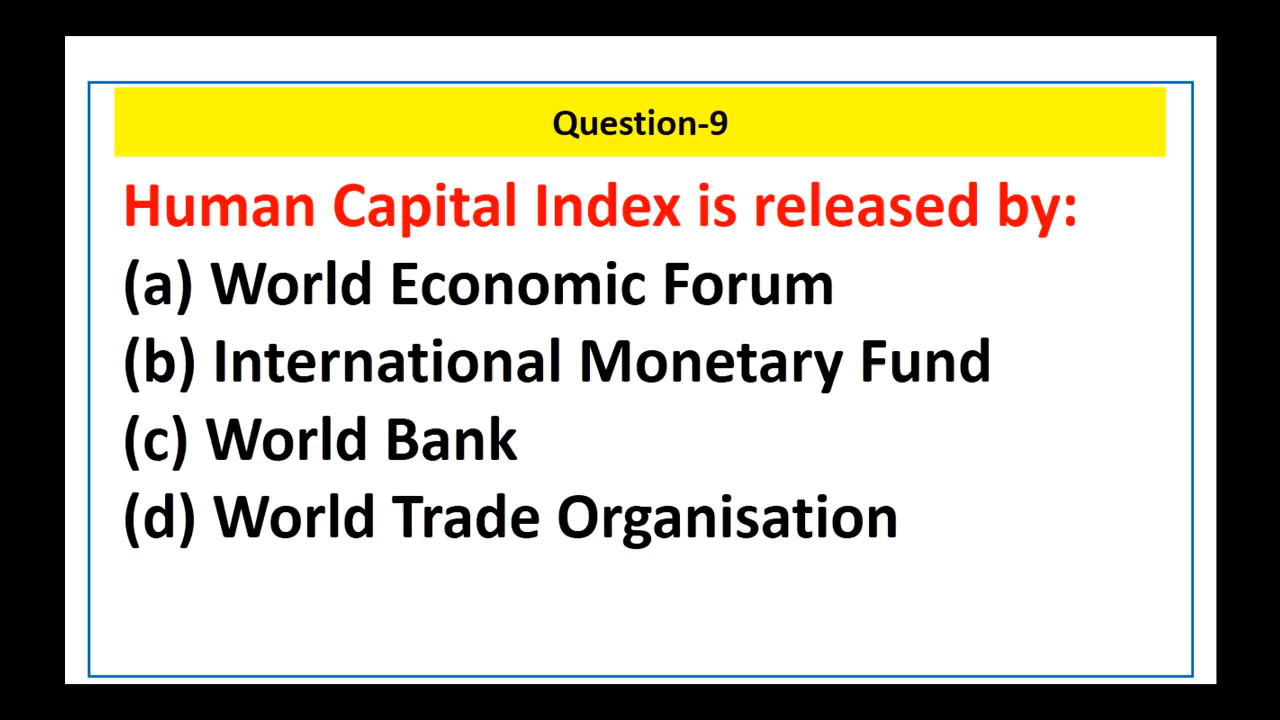 Question-9
Human Capital Index is released by:
(a) World Economic Forum
(b) International Monetary Fund
(c) World Bank
(d) World Trade Organisation